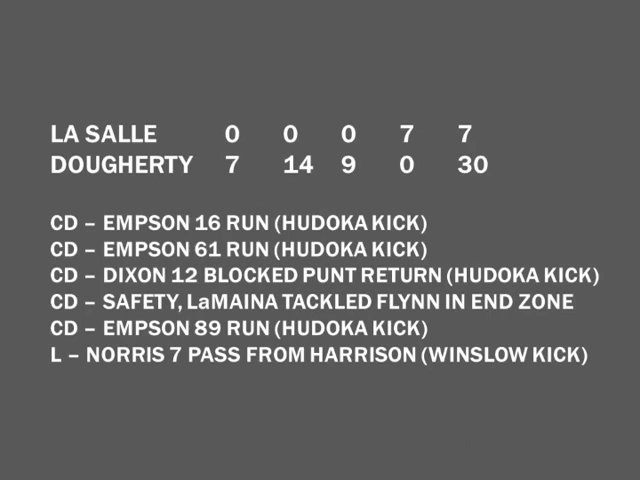 LA SALLE 0 0 0 7 7
DOUGHERTY 7 14 9 0 30
CD – EMPSON 16 RUN (HUDOKA KICK)
CD – EMPSON 61 RUN (HUDOKA KICK)
CD – DIXON 12 BLOCKED PUNT RETURN (HUDOKA KICK)
CD – SAFETY, LaMAINA TACKLED FLYNN IN END ZONE
CD – EMPSON 89 RUN (HUDOKA KICK)
L – NORRIS 7 PASS FROM HARRISON (WINSLOW KICK)